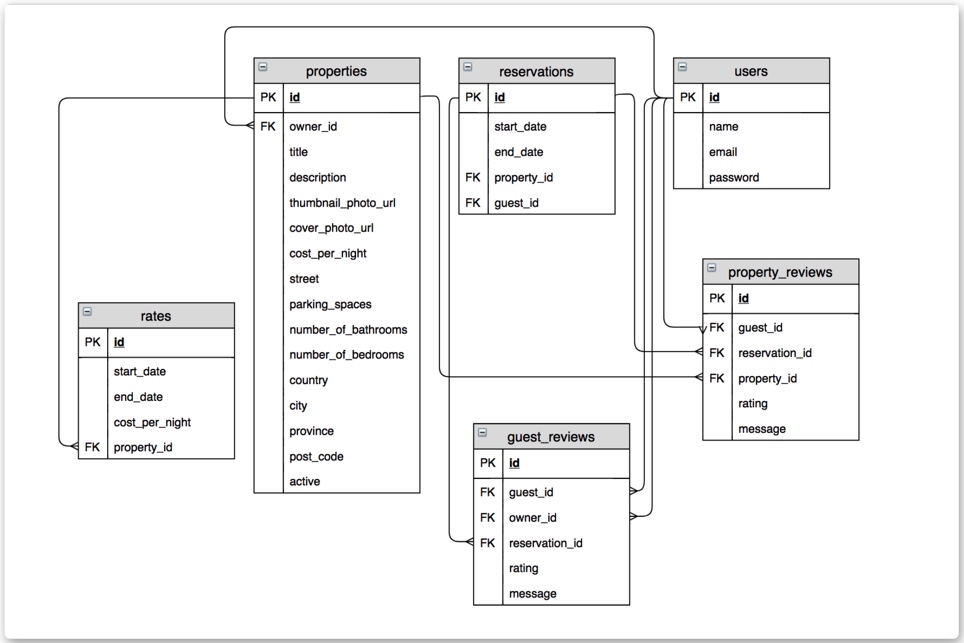 properties
PK id
FK owner_id
title
description
thumbnail_photo_url
cover_photo_url
cost_per_night
street
parking_spaces
number_of_bathrooms
number_of_bedrooms
country
city
province
post_code
active
reservations
PK id
start_date
end_date
FK property_id
FK guest_id
users
PK id
name
email
password
property_reviews
PK id
FK guest_id
FK reservation_id
FK property_id
rating
message
rates
PK id
start_date
end_date
cost_per_night
FK property_id
guest_reviews
PK id
FK guest_id
FK owner_id
FK reservation_id
rating
message